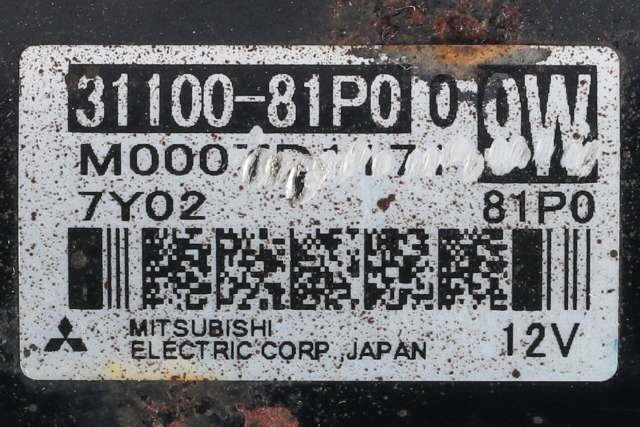 31100-81P0 0 0W
7Y02 81P0
MITSUBISHI
ELECTRIC CORP JAPAN 12V